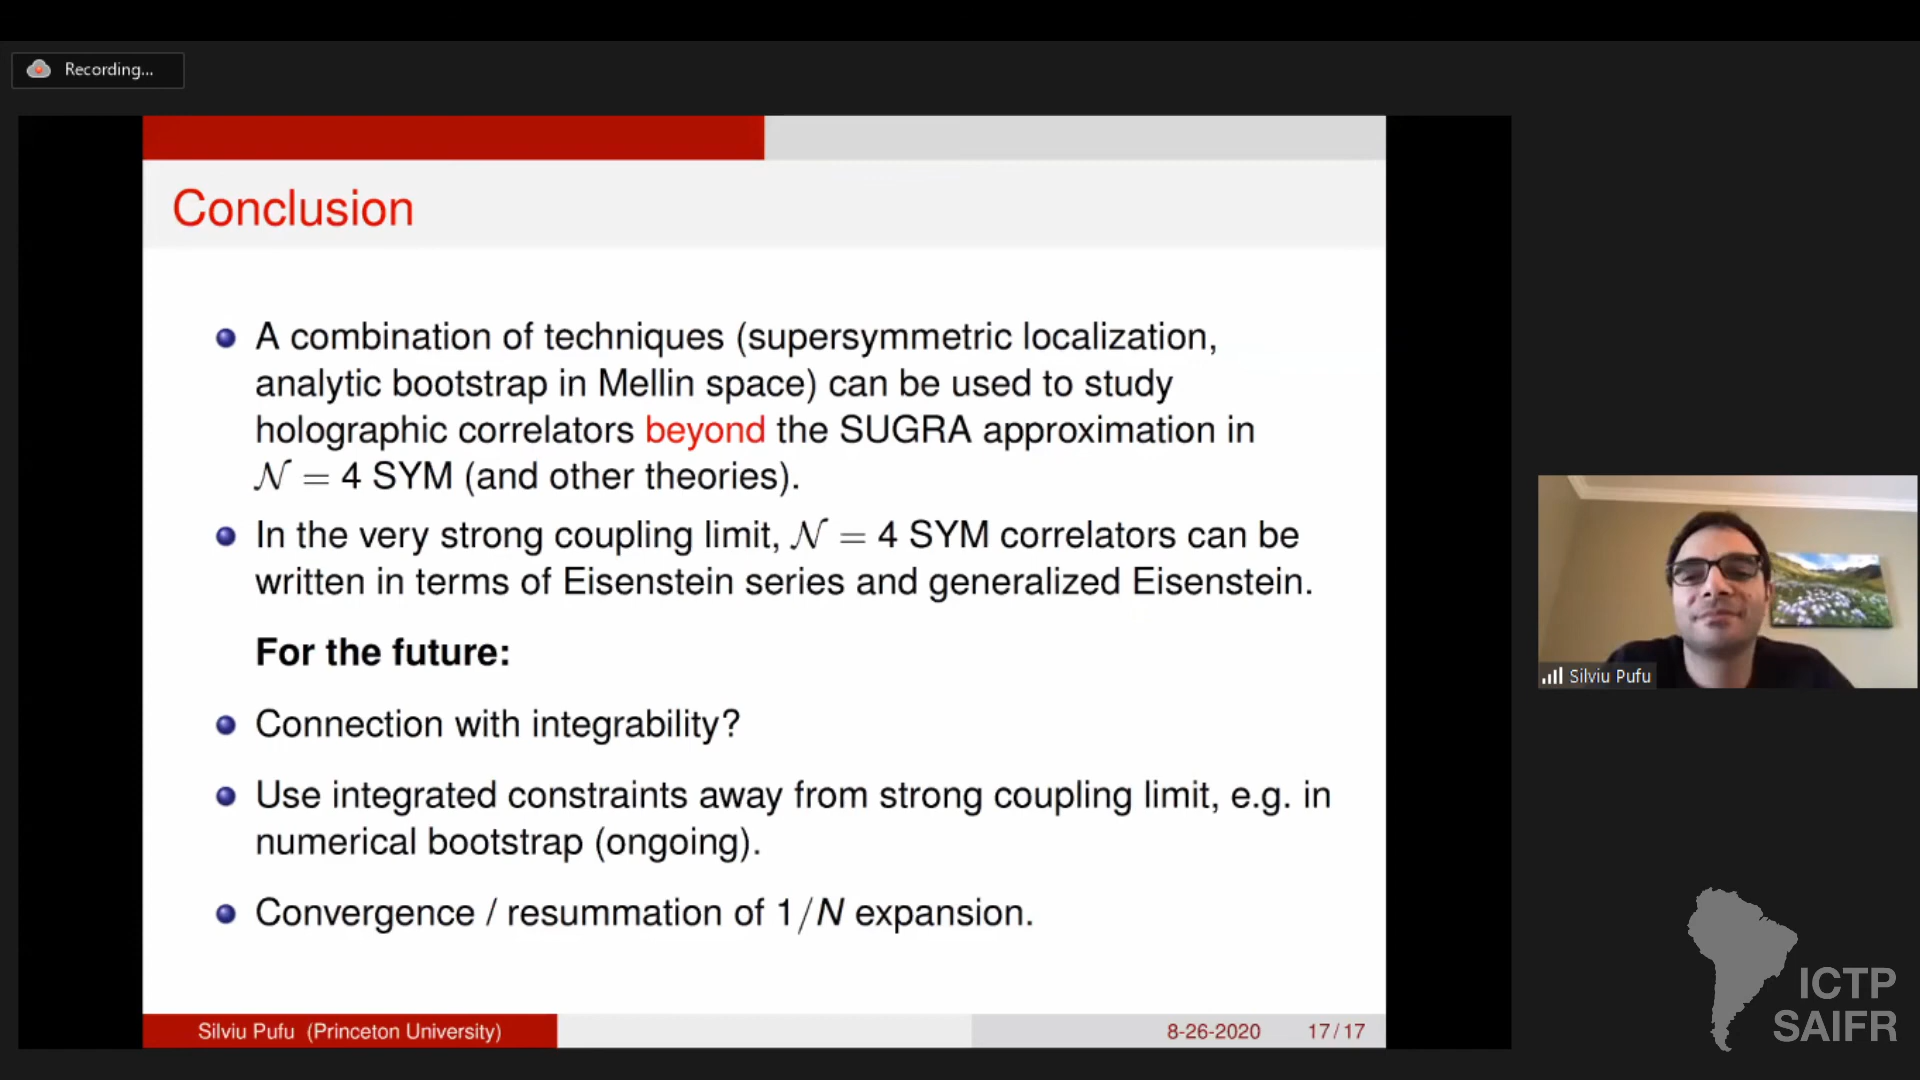 Recording...
Conclusion
A combination of techniques (supersymmetric localization,
analytic bootstrap in Mellin space) can be used to study
holographic correlators beyond the SUGRA approximation in
𝒩 = 4 SYM (and other theories).
In the very strong coupling limit, 𝒩 = 4 SYM correlators can be
written in terms of Eisenstein series and generalized Eisenstein.
For the future:
Connection with integrability?
Use integrated constraints away from strong coupling limit, e.g. in
numerical bootstrap (ongoing).
Convergence / resummation of 1/N expansion.
Silviu Pufu (Princeton University)
8-26-2020 17/17
Silviu Pufu
ICTP
SAIFR